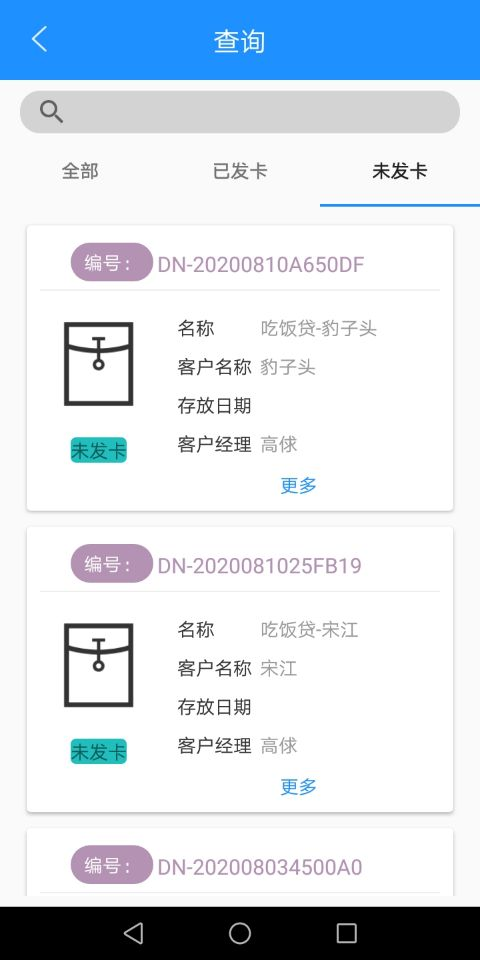 查询
全部 已发卡 未发卡
编号： DN-20200810A650DF
名称 吃饭贷-豹子头
客户名称 豹子头
存放日期
客户经理 高俅
未发卡
更多
编号： DN-2020081025FB19
名称 吃饭贷-宋江
客户名称 宋江
存放日期
客户经理 高俅
未发卡
更多
编号： DN-202008034500A0